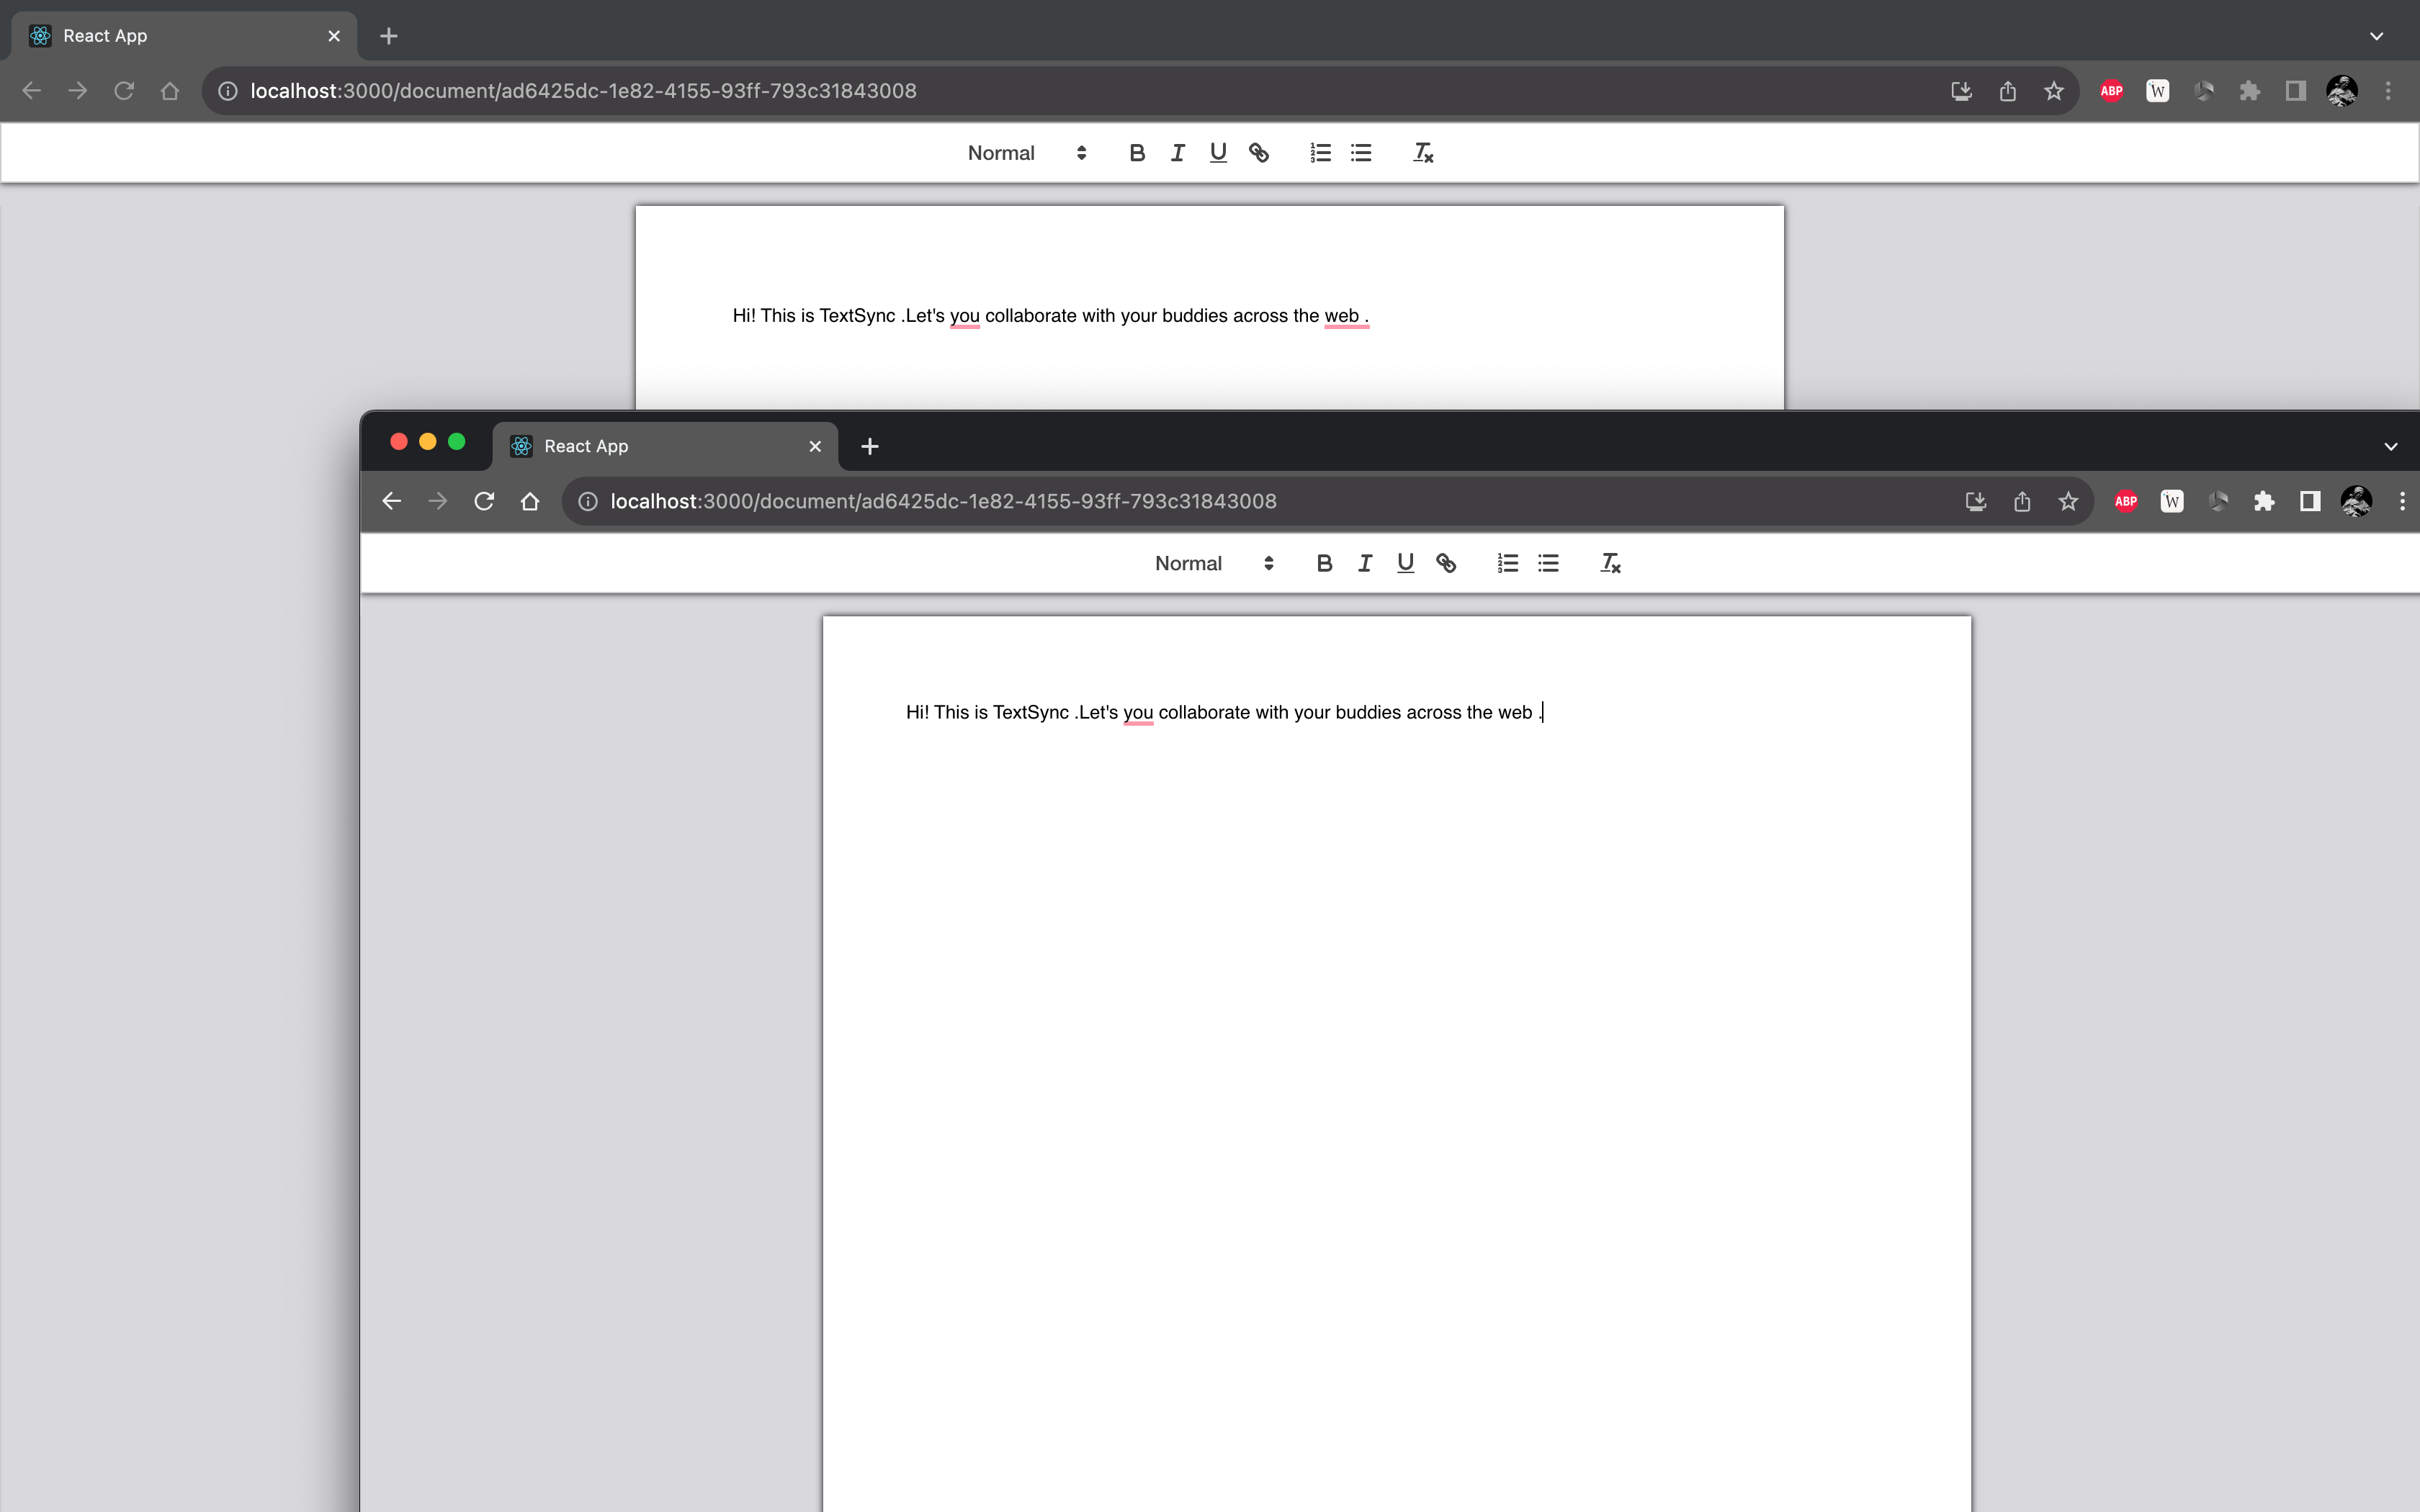 React App
localhost:3000/document/ad6425dc-1e82-4155-93ff-793c31843008
ABP
W
Normal
B I U
Hi! This is TextSync .Let's you collaborate with your buddies across the web .
React App
localhost:3000/document/ad6425dc-1e82-4155-93ff-793c31843008
ABP
W
Normal
B I U
Hi! This is TextSync .Let's you collaborate with your buddies across the web .